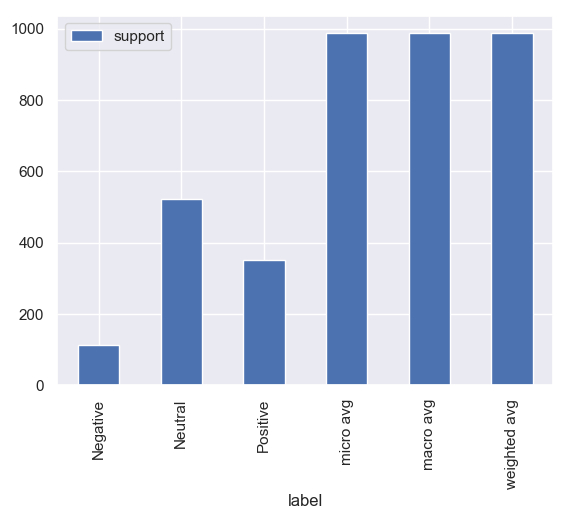 support
1000
800
600
400
200
0
Negative
Neutral
Positive
micro avg
macro avg
weighted avg
label